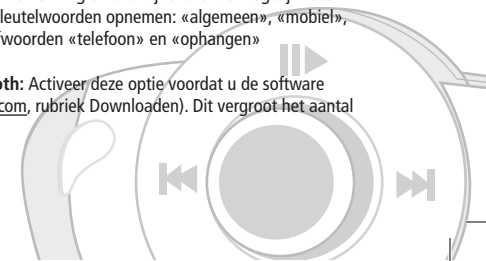 sleutelwoorden opnemen: «algemeen», «mobiel»,
fwoorden «telefoon» en «ophangen»
oth: Activeer deze optie voordat u de software
com, rubriek Downloaden). Dit vergroot het aantal